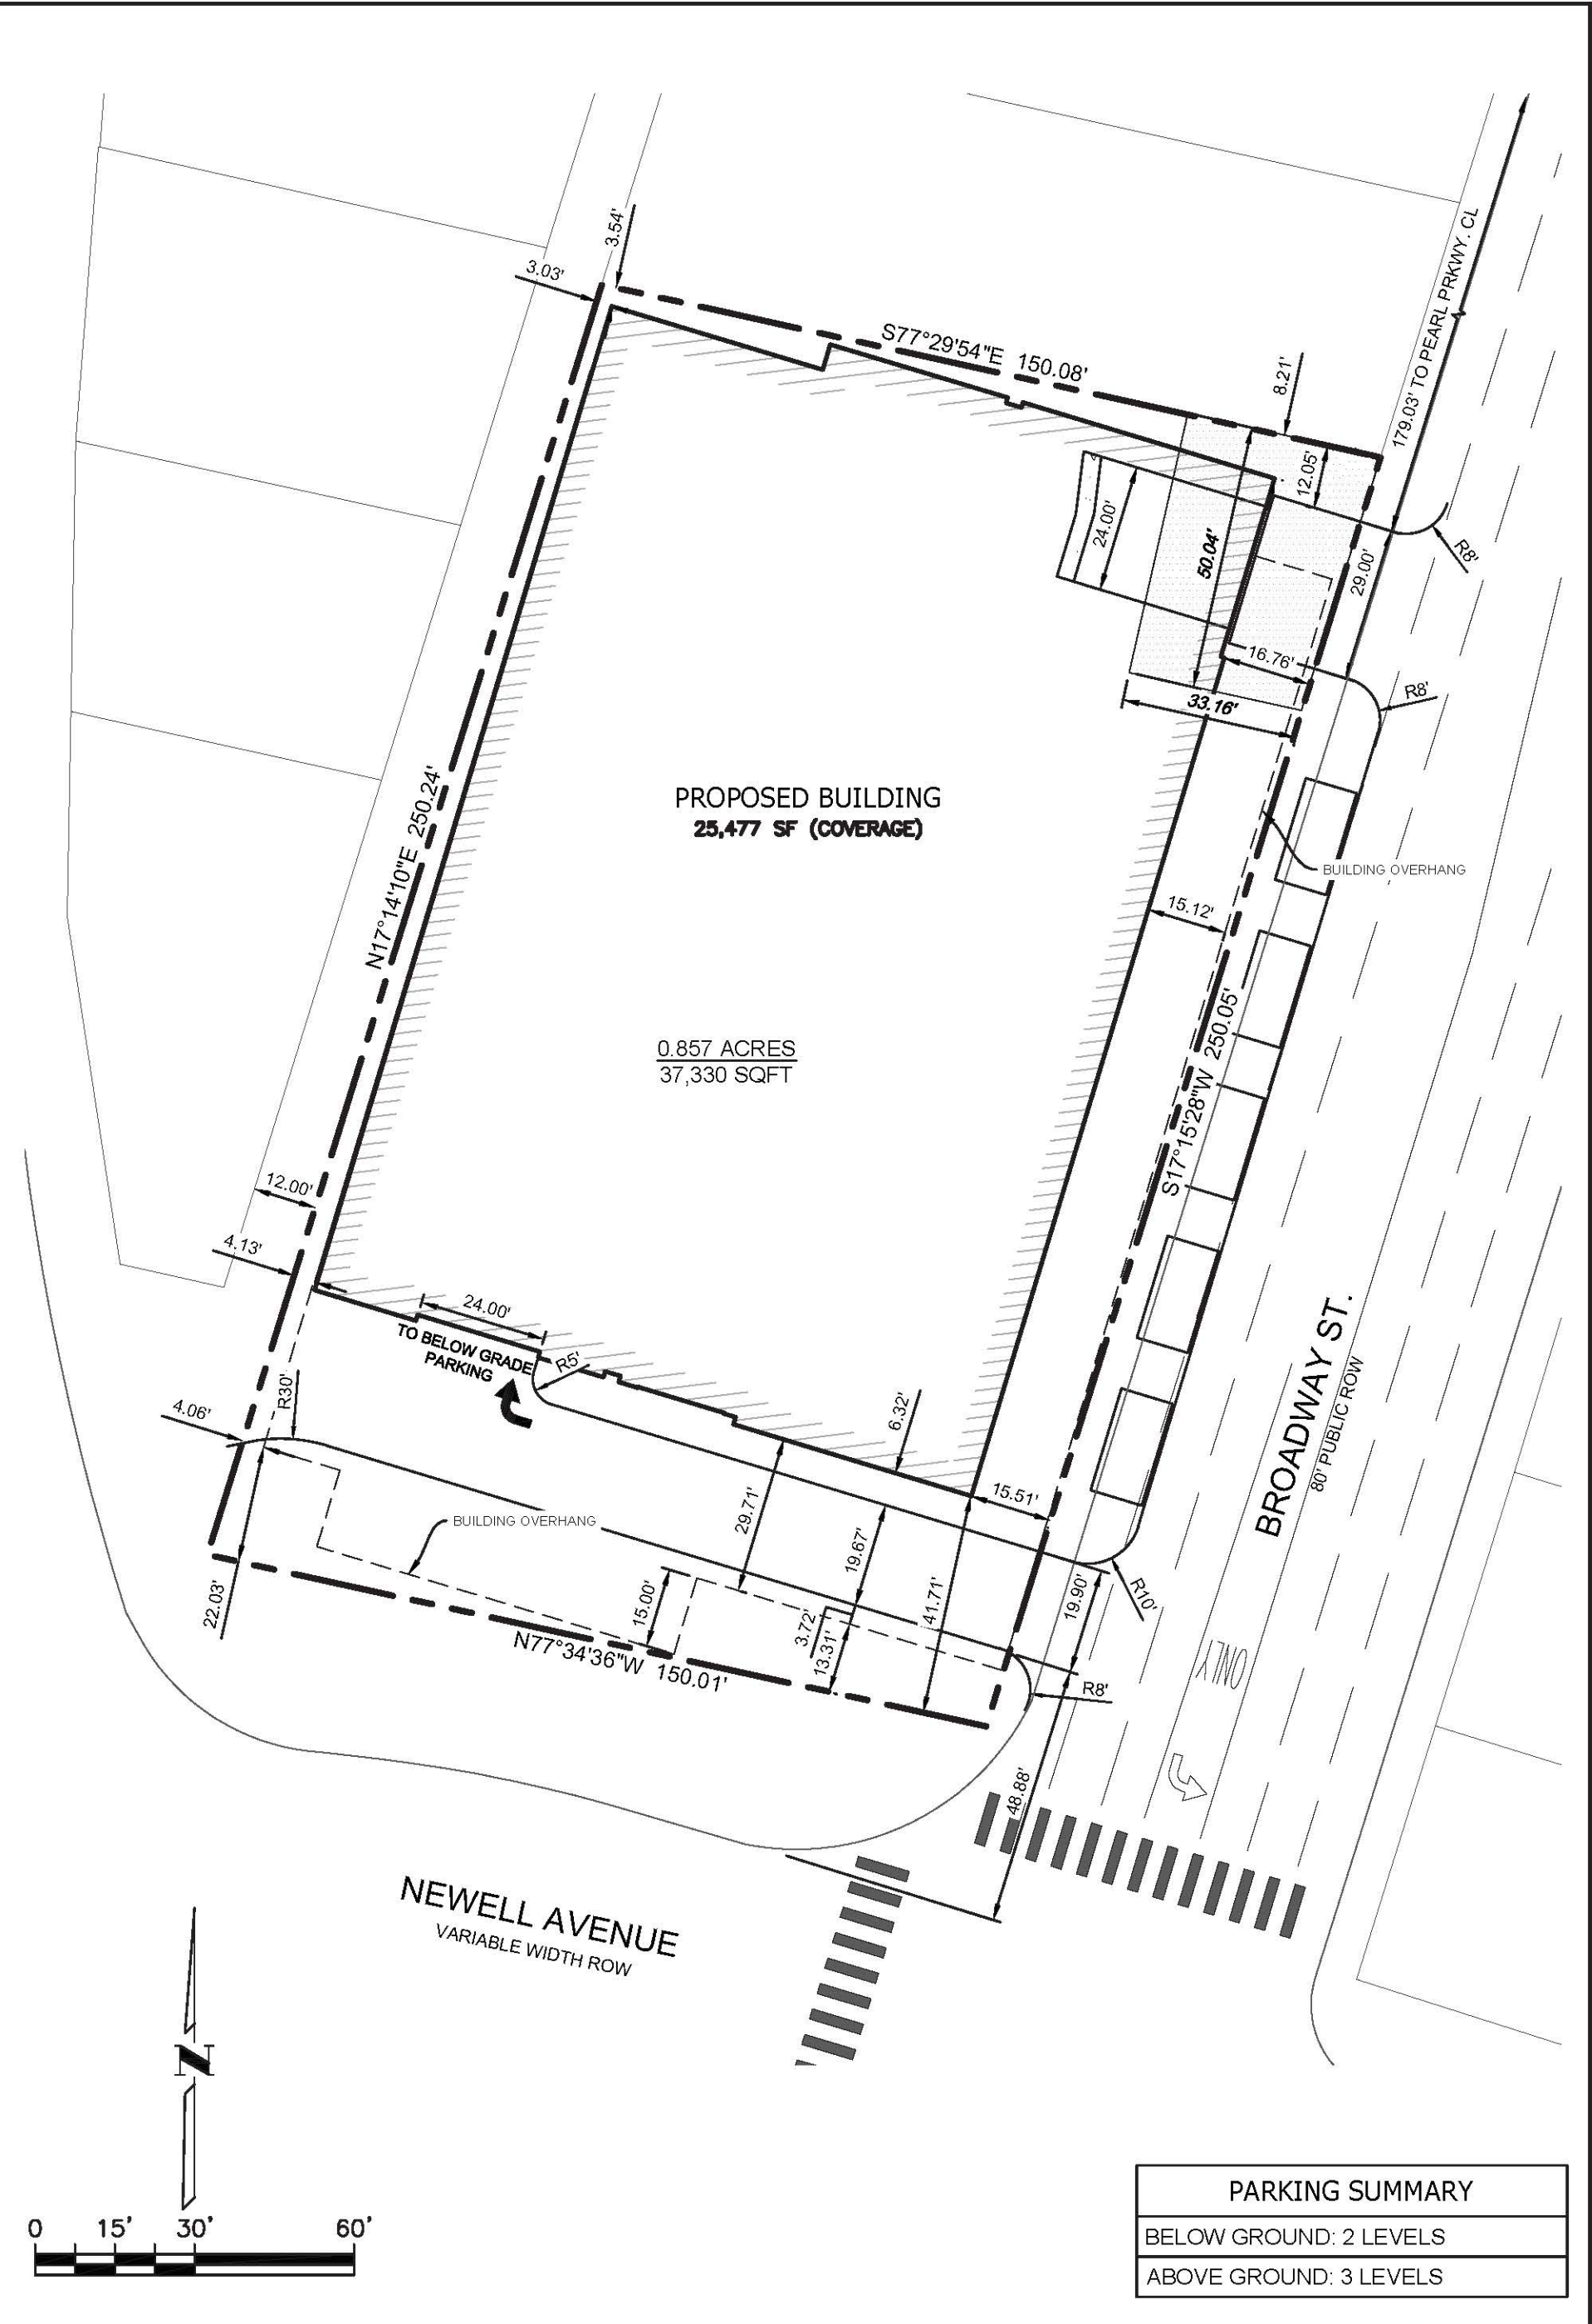 179.03' TO PEARL PRKWY. CL
3.54'
3.03'
S77°29'54"E 150.08'
8.21'
12.05'
24.00'
50.04'
R8'
29.00'
16.76'
R8'
33.16'
N17°14'10"E 250.24'
PROPOSED BUILDING
25,477 SF (COVERAGE)
BUILDING OVERHANG
15.12'
0.857 ACRES
37,330 SQFT
S17°15'28"W 250.05'
12.00'
4.13'
24.00'
TO BELOW GRADE
PARKING
R5'
R30'
4.06'
6.32'
BROADWAY ST.
80' PUBLIC ROW
15.51'
29.71'
BUILDING OVERHANG
19.67'
22.03'
15.00'
3.72'
13.31'
41.71'
19.90'
R10'
N77°34'36"W 150.01'
ONLY
R8'
48.88'
NEWELL AVENUE
VARIABLE WIDTH ROW
N
0 15' 30' 60'
PARKING SUMMARY
BELOW GROUND: 2 LEVELS
ABOVE GROUND: 3 LEVELS